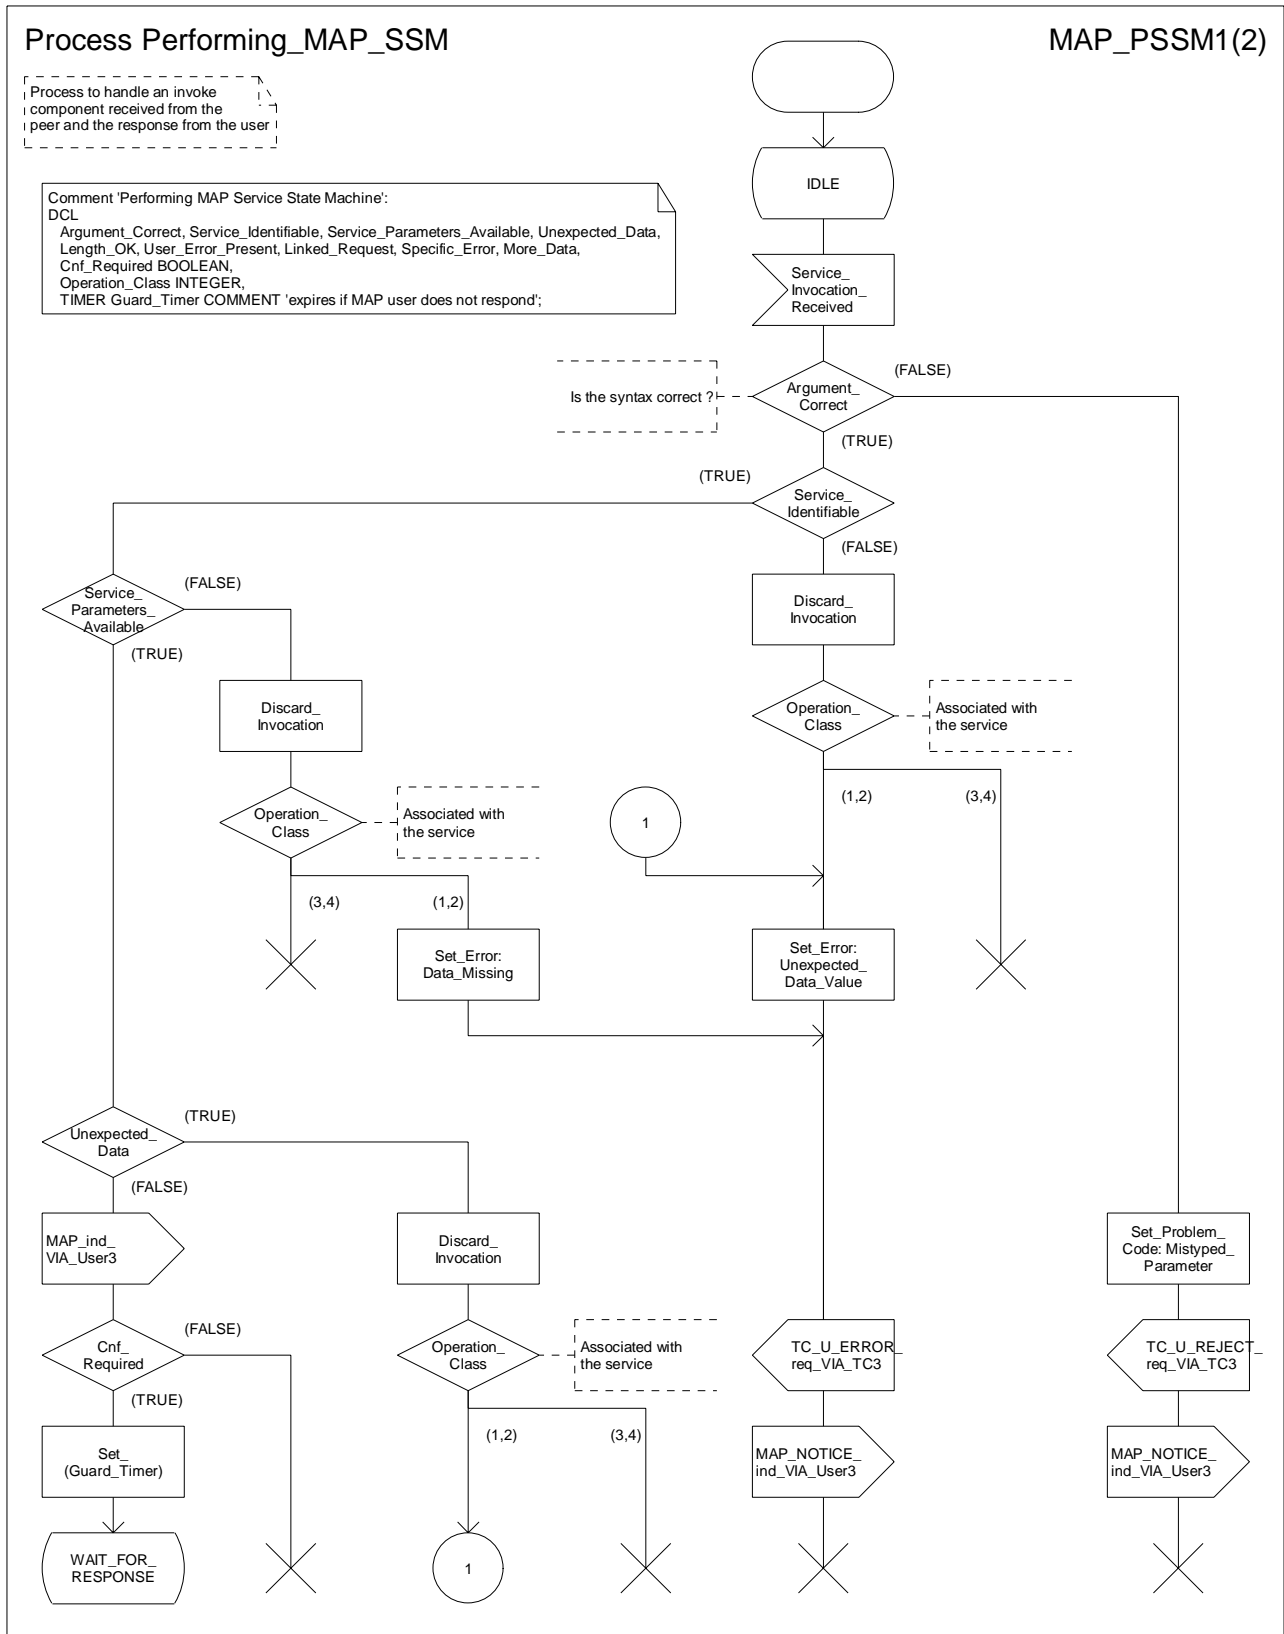 Process Performing_MAP_SSM
MAP_PSSM1(2)
Process to handle an invoke
component received from the
peer and the response from the user
Comment 'Performing MAP Service State Machine':
DCL
Argument_Correct, Service_Identifiable, Service_Parameters_Available, Unexpected_Data,
Length_OK, User_Error_Present, Linked_Request, Specific_Error, More_Data,
Cnf_Required BOOLEAN,
Operation_Class INTEGER,
TIMER Guard_Timer COMMENT 'expires if MAP user does not respond';
IDLE
Service_
Invocation_
Received
Is the syntax correct ?
Argument_
Correct
(FALSE)
(TRUE)
(TRUE)
Service_
Identifiable
(FALSE)
Service_
Parameters_
Available
(FALSE)
(TRUE)
Discard_
Invocation
Discard_
Invocation
Operation_
Class
Associated with
the service
(1,2)
(3,4)
Operation_
Class
Associated with
the service
1
(3,4)
(1,2)
Set_Error:
Data_Missing
Set_Error:
Unexpected_
Data_Value
Unexpected_
Data
(TRUE)
(FALSE)
MAP_ind_
VIA_User3
Discard_
Invocation
Set_Problem_
Code: Mistyped_
Parameter
Cnf_
Required
(FALSE)
(TRUE)
Operation_
Class
Associated with
the service
TC_U_ERROR_
req_VIA_TC3
TC_U_REJECT_
req_VIA_TC3
(1,2)
(3,4)
Set_
(Guard_Timer)
MAP_NOTICE_
ind_VIA_User3
MAP_NOTICE_
ind_VIA_User3
WAIT_FOR_
RESPONSE
1